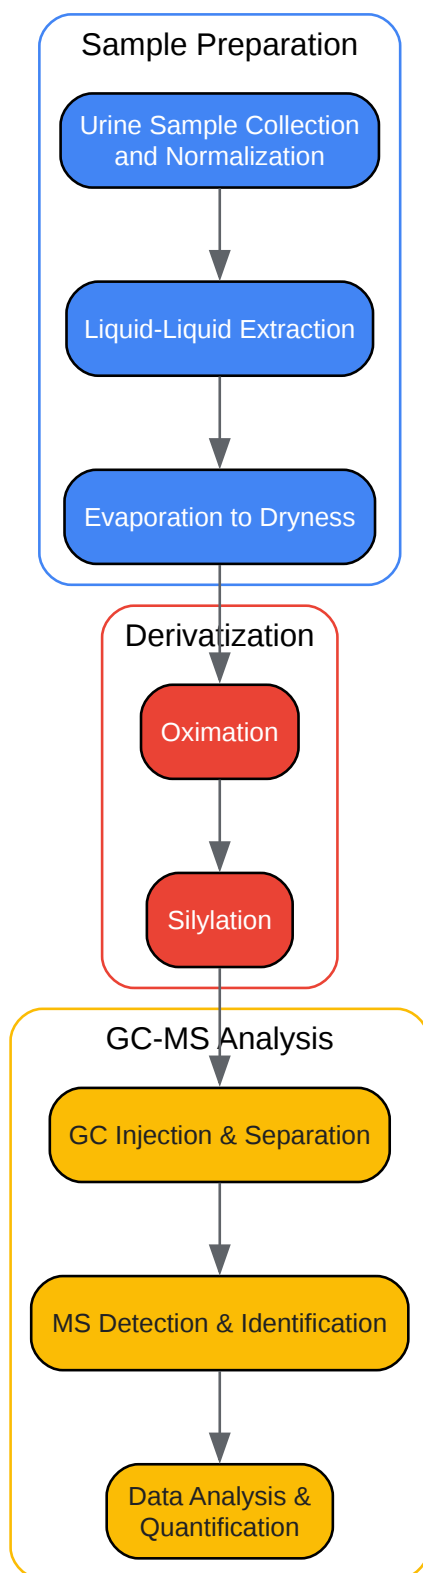 Sample Preparation
Urine Sample Collection
and Normalization
Liquid-Liquid Extraction
Evaporation to Dryness
Derivatization
Oximation
Silylation
GC-MS Analysis
GC Injection & Separation
MS Detection & Identification
Data Analysis &
Quantification